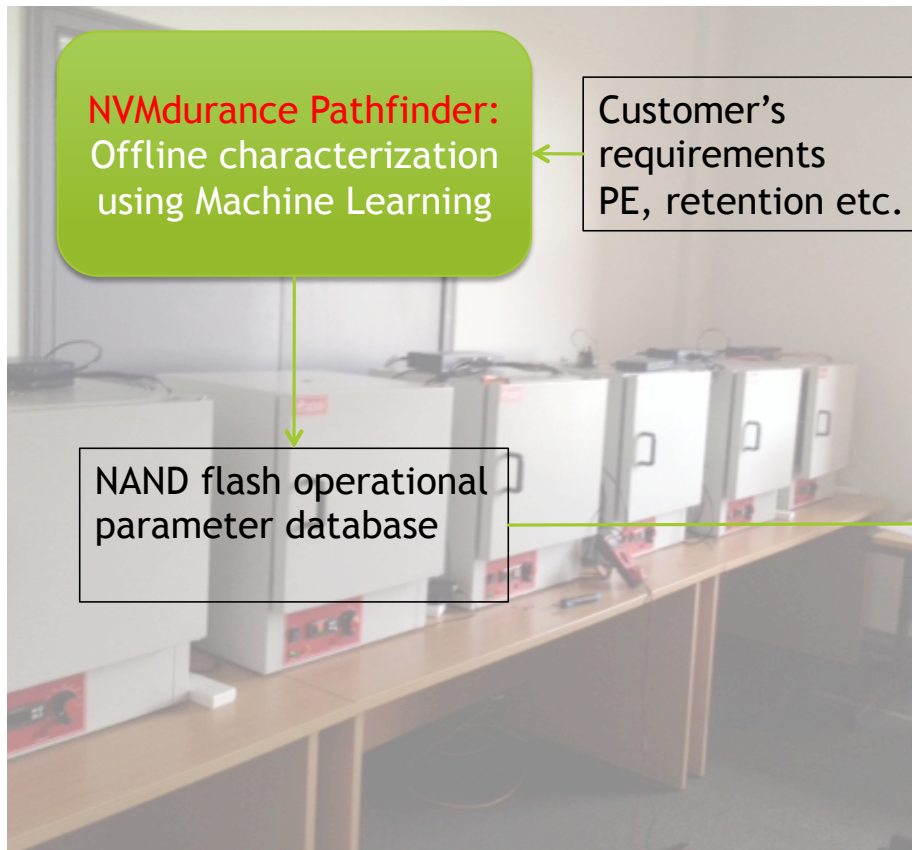 NVMdurance Pathfinder:
Offline characterization
using Machine Learning
Customer’s
requirements
PE, retention etc.
NAND flash operational
parameter database